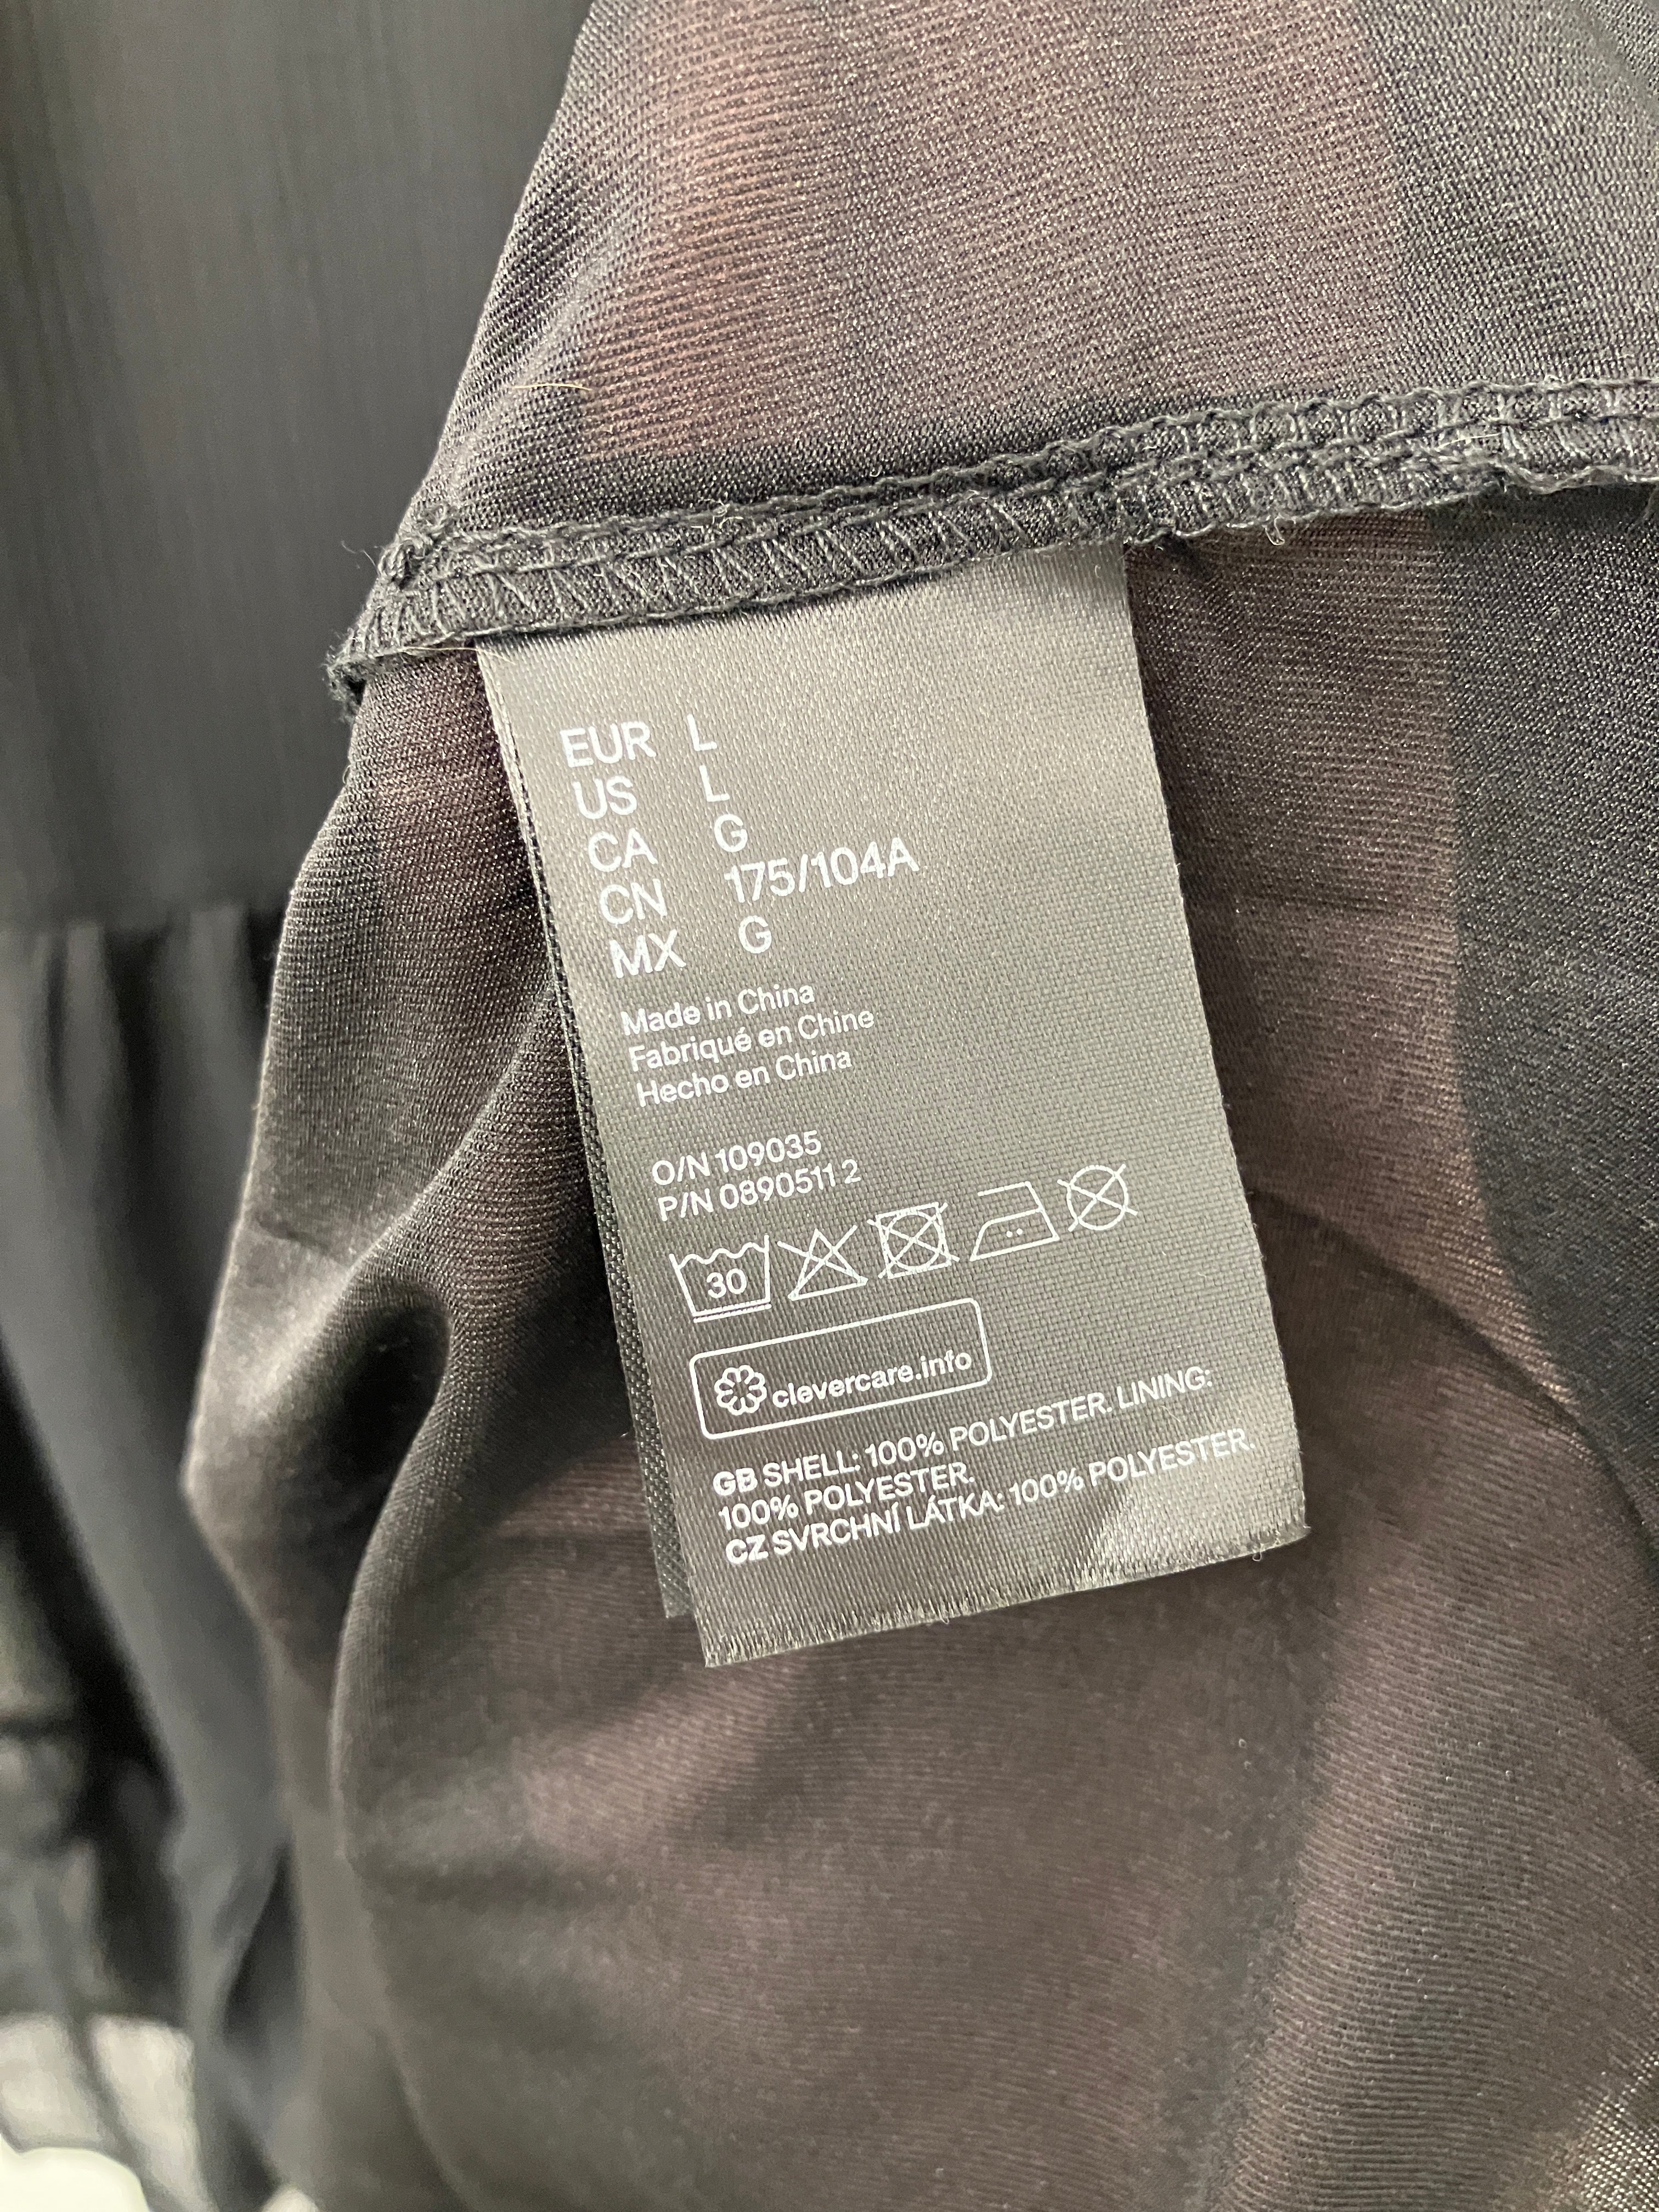 EUR L
US L
CA G
CN 175/104A
MX G
Made in China
Fabriqué en Chine
Hecho en China
O/N 109035
P/N 0890511 2
30
clevercare.info
GB SHELL: 100% POLYESTER. LINING:
100% POLYESTER.
CZ SVRCHNÍ LÁTKA: 100% POLYESTER.